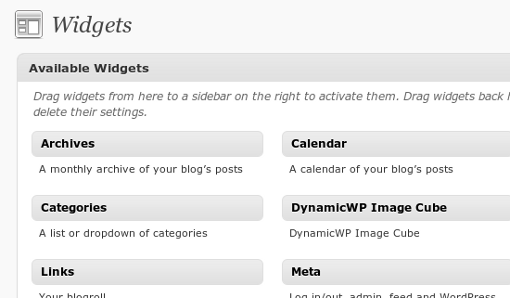 Widgets
Available Widgets
Drag widgets from here to a sidebar on the right to activate them. Drag widgets back
delete their settings.
Archives
Calendar
A monthly archive of your blog's posts
A calendar of your blog's posts
Categories
DynamicWP Image Cube
A list or dropdown of categories
DynamicWP Image Cube
Links
Meta
Your blogroll
Log in/out, admin, feed and WordPress